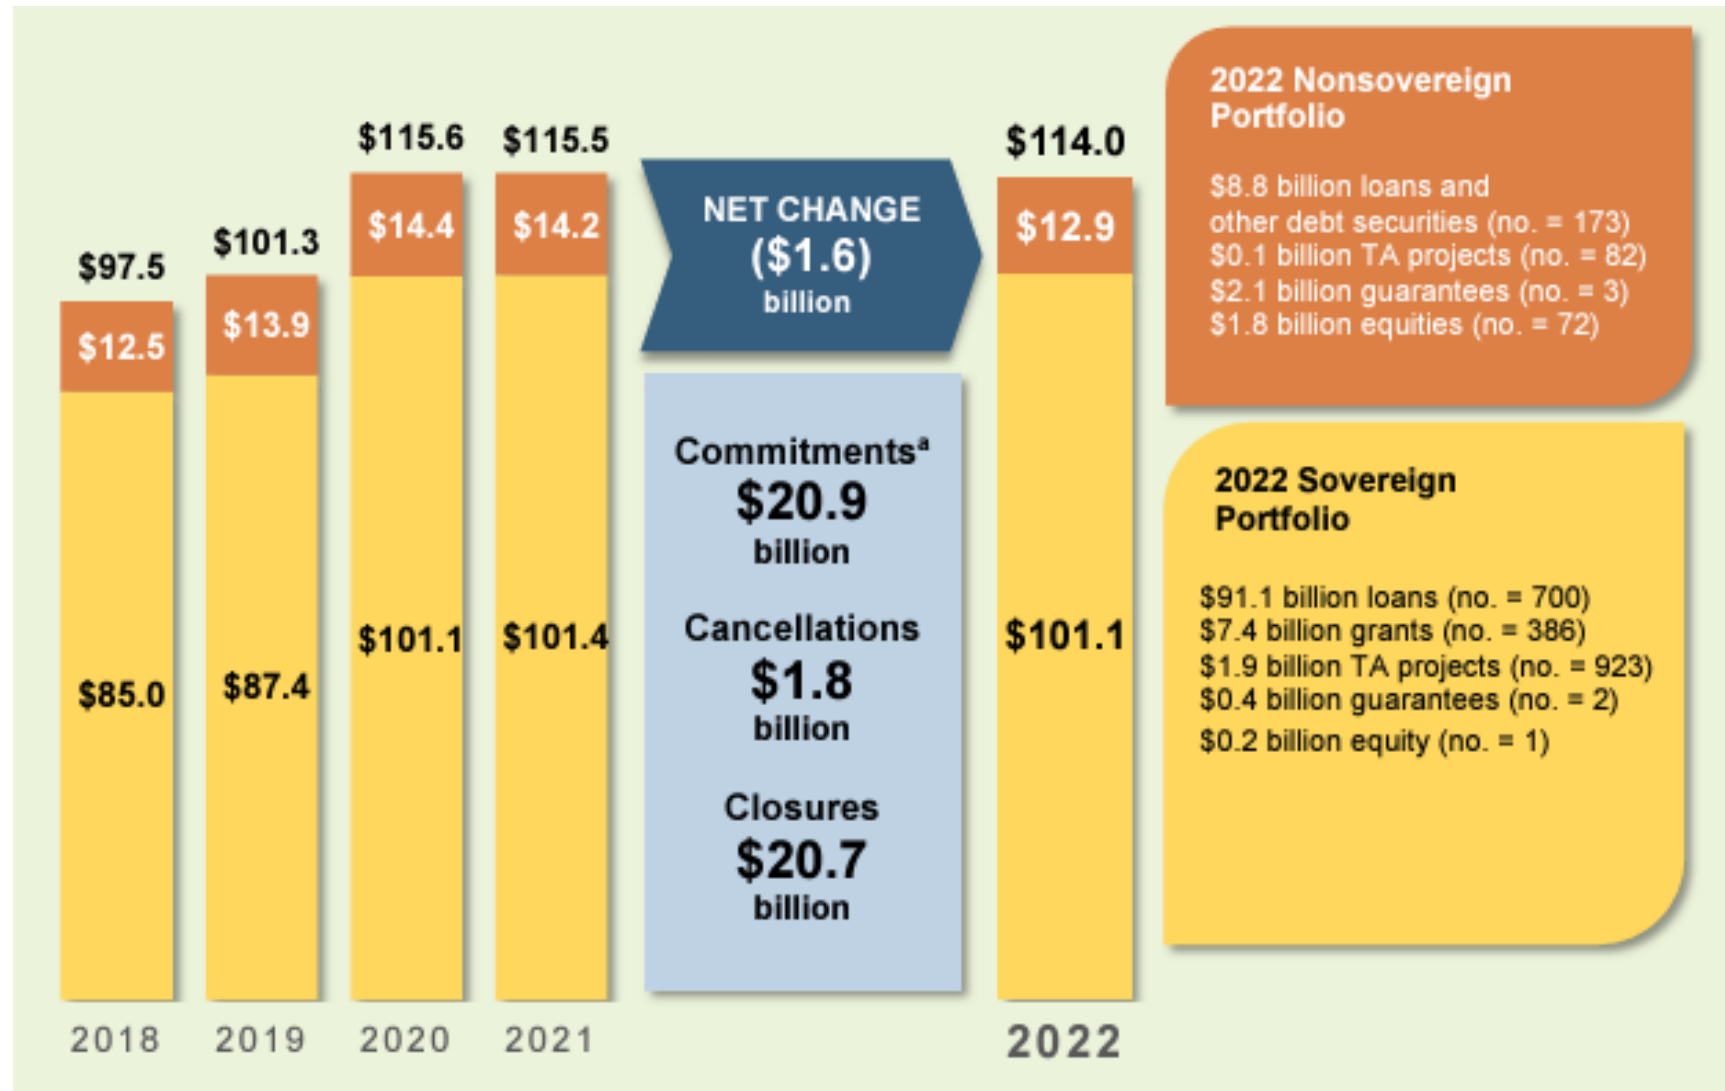 $97.5
$12.5
$85.0
2018
$101.3
$13.9
$87.4
2019
$115.6
$14.4
$101.1
2020
$115.5
$14.2
$101.4
2021
NET CHANGE
($1.6)
billion
Commitmentsᵃ
$20.9
billion
Cancellations
$1.8
billion
Closures
$20.7
billion
$114.0
$12.9
$101.1
2022
2022 Nonsovereign
Portfolio
$8.8 billion loans and
other debt securities (no. = 173)
$0.1 billion TA projects (no. = 82)
$2.1 billion guarantees (no. = 3)
$1.8 billion equities (no. = 72)
2022 Sovereign
Portfolio
$91.1 billion loans (no. = 700)
$7.4 billion grants (no. = 386)
$1.9 billion TA projects (no. = 923)
$0.4 billion guarantees (no. = 2)
$0.2 billion equity (no. = 1)